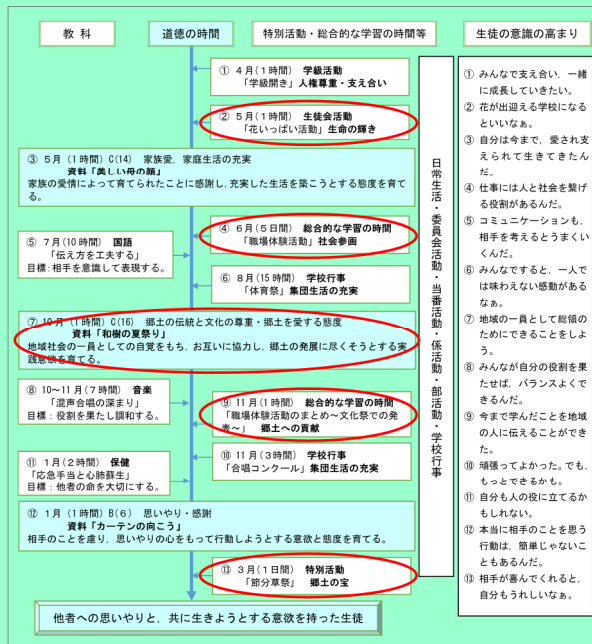 教 科
道徳の時間
特別活動・総合的な学習の時間等
生徒の意識の高まり
① 4月(1時間) 学級活動
「学級開き」人権尊重・支え合い
② 5月(1時間) 生徒会活動
「花いっぱい活動」生命の輝き
③ 5月(1時間)C(14) 家族愛,家庭生活の充実
資料「美しい母の顔」
家族の愛情によって育てられたことに感謝し,充実した生活を築こうとする態度を育て
る。
④ 6月(5日間) 総合的な学習の時間
「職場体験活動」社会参画
⑤ 7月(10時間) 国語
「伝え方を工夫する」
目標:相手を意識して表現する。
⑥ 8月(15時間) 学校行事
「体育祭」集団生活の充実
⑦ 10月(1時間)C(16) 郷土の伝統と文化の尊重・郷土を愛する態度
資料「和樹の夏祭り」
地域社会の一員としての自覚をもち,お互いに協力し,郷土の発展に尽くそうとする実
践意欲を育てる。
⑧ 10~11月(7時間) 音楽
「混声合唱の深まり」
目標:役割を果たし調和する。
⑨ 11月(1時間) 総合的な学習の時間
「職場体験活動のまとめ~文化祭での発
表~」 郷土への貢献
⑩ 11月(3時間) 学校行事
「合唱コンクール」集団生活の充実
⑪ 1月(2時間) 保健
「応急手当と心肺蘇生」
目標:他者の命を大切にする。
⑫ 1月(1時間)B(6) 思いやり・感謝
資料「カーテンの向こう」
相手のことを慮り,思いやりの心をもって行動しようとする意欲と態度を育てる。
⑬ 3月(1日間) 特別活動
「節分草祭」 郷土の宝
他者への思いやりと、共に生きようとする意欲を持った生徒
日常生活・委員会活動・当番活動・係活動・部活動・学校行事
① みんなで支え合い,一緒
に成長していきたい。
② 花が出迎える学校になる
といいなぁ。
③ 自分は今まで,愛され支
えられて生きてきたん
だ。
④ 仕事には人と社会を繋げ
る役割があるんだ。
⑤ コミュニケーションも,
相手を考えるとうまくい
くんだ。
⑥ みんなですると,一人で
は味わえない感動がある
なぁ。
⑦ 地域の一員として総領の
ためにできることをしよ
う。
⑧ みんなが自分の役割を果
たせば,バランスよくで
きるんだ。
⑨ 今まで学んだことを地域
の人に伝えることができ
た。
⑩ 頑張ってよかった。でも,
もっとできるかも。
⑪ 自分も人の役に立てるか
もしれない。
⑫ 本当に相手のことを思う
行動は,簡単じゃないこ
ともあるんだ。
⑬ 相手が喜んでくれると,
自分もうれしいなぁ。